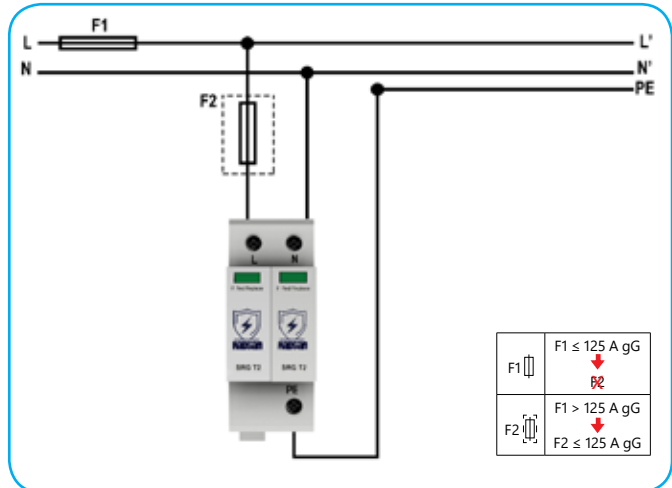 F1
L
L'
N
N'
PE
F2
L N
SRG T2 SRG T2
PE
F1 F1 ≤ 125 A gG
F2
F2 F1 > 125 A gG
F2 ≤ 125 A gG